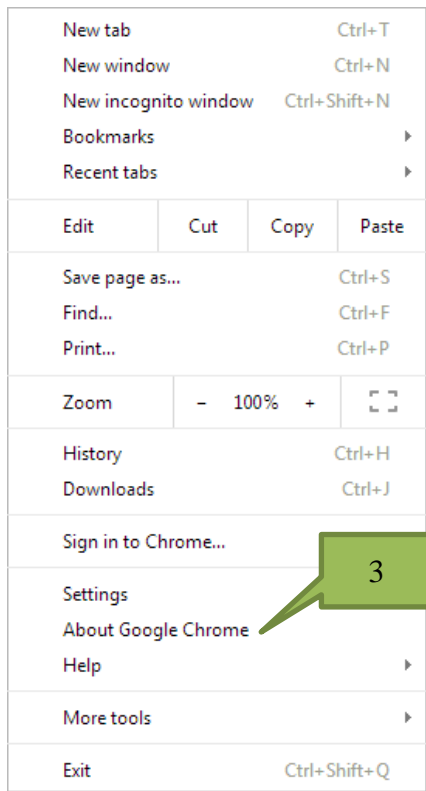 New tab Ctrl+T
New window Ctrl+N
New incognito window Ctrl+Shift+N
Bookmarks
Recent tabs
Edit Cut Copy Paste
Save page as... Ctrl+S
Find... Ctrl+F
Print... Ctrl+P
Zoom − 100% +
History Ctrl+H
Downloads Ctrl+J
Sign in to Chrome...
3
Settings
About Google Chrome
Help
More tools
Exit Ctrl+Shift+Q